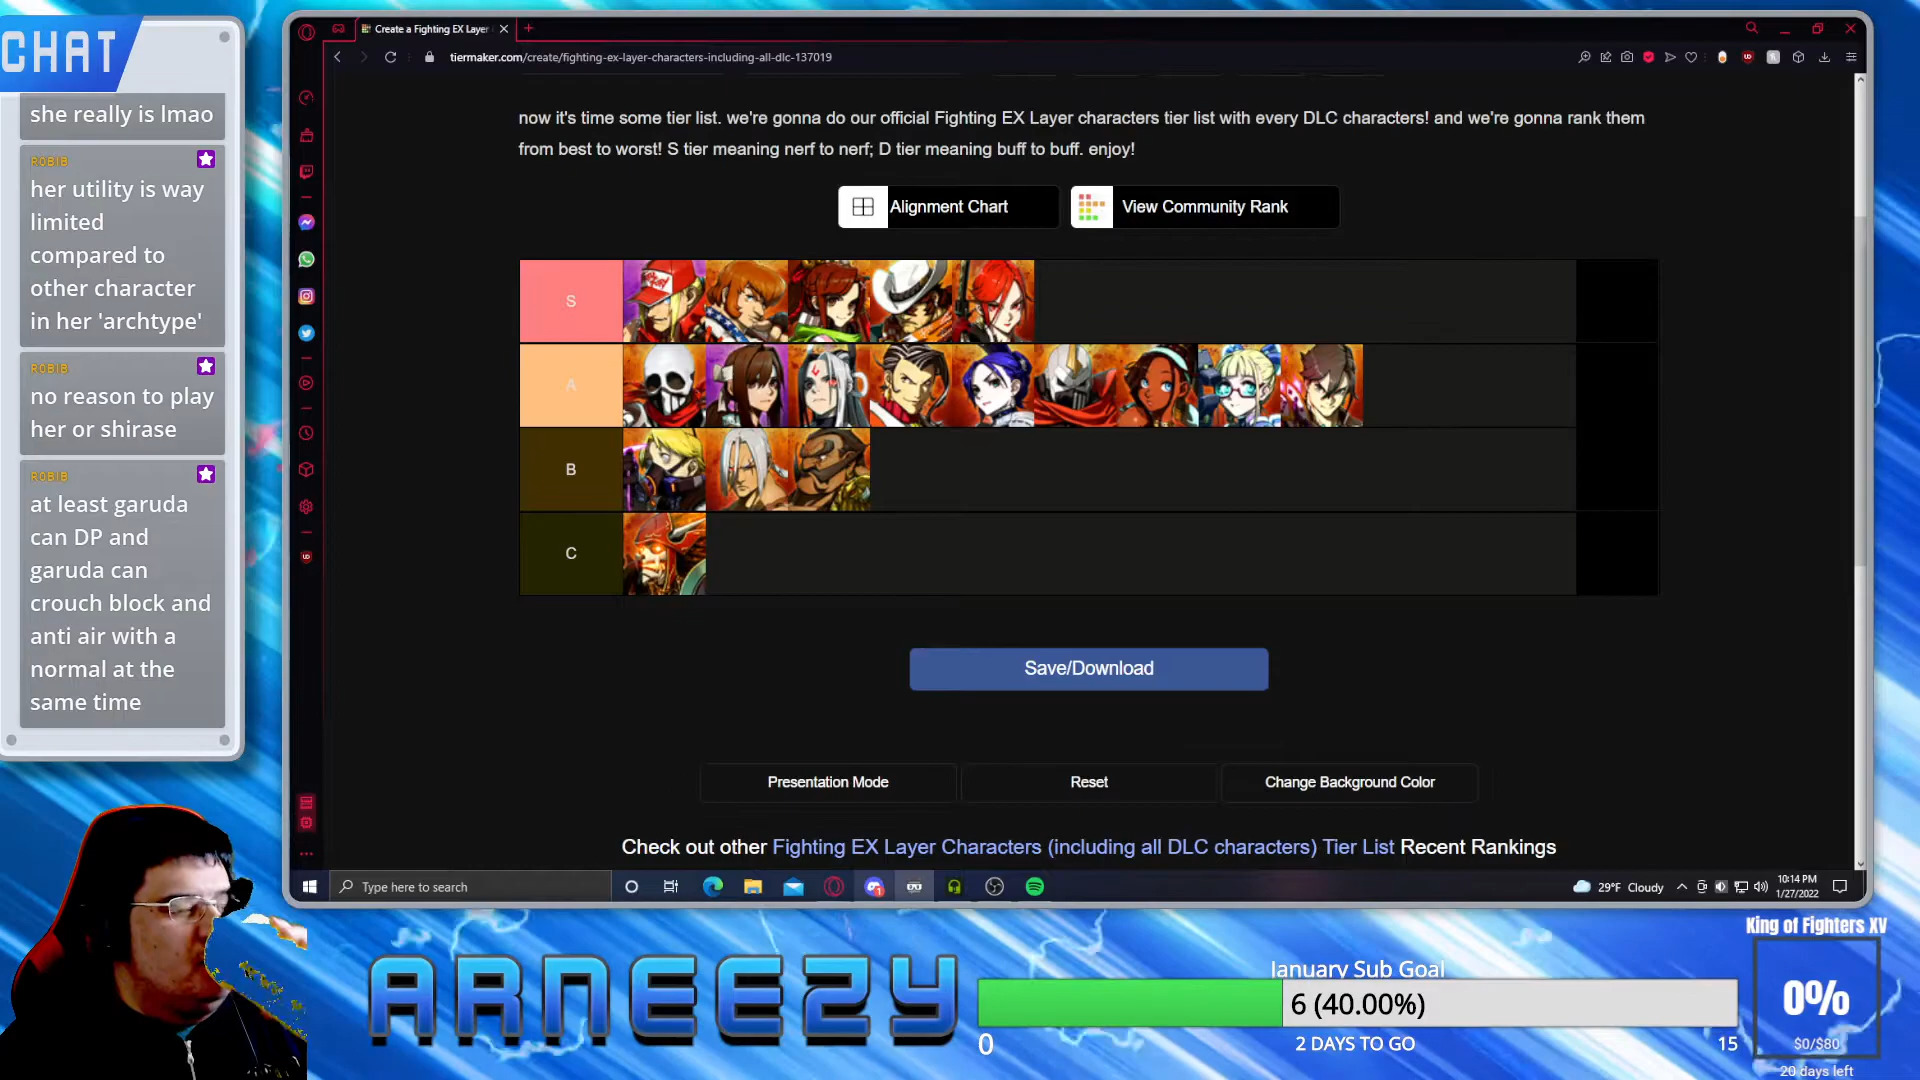 CHAT
she really is lmao
ROBIB
her utility is way
limited
compared to
other character
in her 'archtype'
ROBIB
no reason to play
her or shirase
ROBIB
at least garuda
can DP and
garuda can
crouch block and
anti air with a
normal at the
same time
Create a Fighting EX Layer
tiermaker.com/create/fighting-ex-layer-characters-including-all-dlc-137019
now it's time some tier list. we're gonna do our official Fighting EX Layer characters tier list with every DLC characters! and we're gonna rank them
from best to worst! S tier meaning nerf to nerf; D tier meaning buff to buff. enjoy!
Alignment Chart
View Community Rank
S
A
B
C
Save/Download
Presentation Mode
Reset
Change Background Color
Check out other Fighting EX Layer Characters (including all DLC characters) Tier List Recent Rankings
Type here to search
29°F Cloudy
10:14 PM
1/27/2022
ARNEEZY
January Sub Goal
6 (40.00%)
0
2 DAYS TO GO
15
King of Fighters XV
0%
$0/$80
20 days left